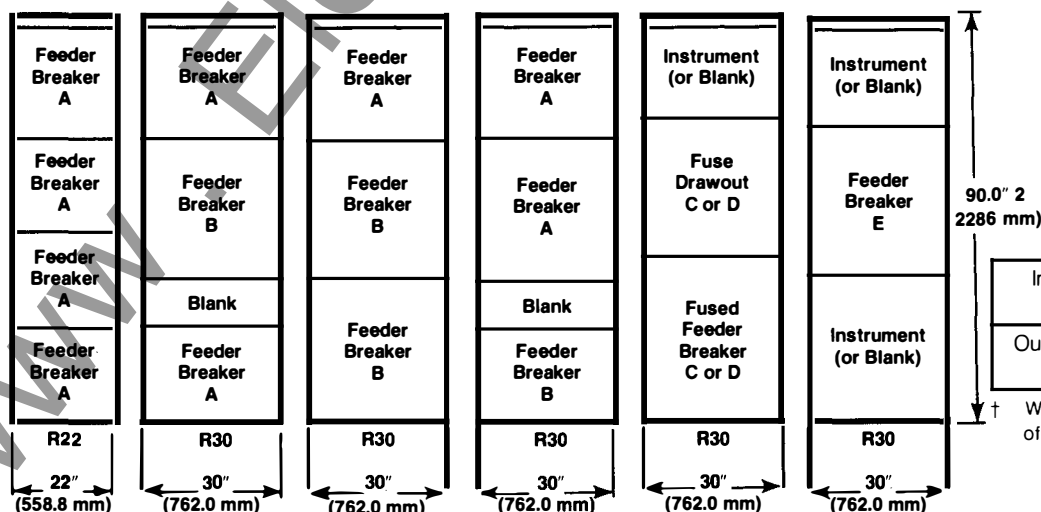 Feeder
Breaker
A
Feeder
Breaker
A
Feeder
Breaker
A
Feeder
Breaker
A
R22
22″
(558.8 mm)
Feeder
Breaker
A
Feeder
Breaker
B
Blank
Feeder
Breaker
A
R30
30″
(762.0 mm)
Feeder
Breaker
A
Feeder
Breaker
B
Feeder
Breaker
B
R30
30″
(762.0 mm)
Feeder
Breaker
A
Feeder
Breaker
A
Blank
Feeder
Breaker
B
R30
30″
(762.0 mm)
Instrument
(or Blank)
Fuse
Drawout
C or D
Fused
Feeder
Breaker
C or D
R30
30″
(762.0 mm)
Instrument
(or Blank)
Feeder
Breaker
E
Instrument
(or Blank)
R30
30″
(762.0 mm)
90.0″ 2
2286 mm)
Ou
† W
of
www . El